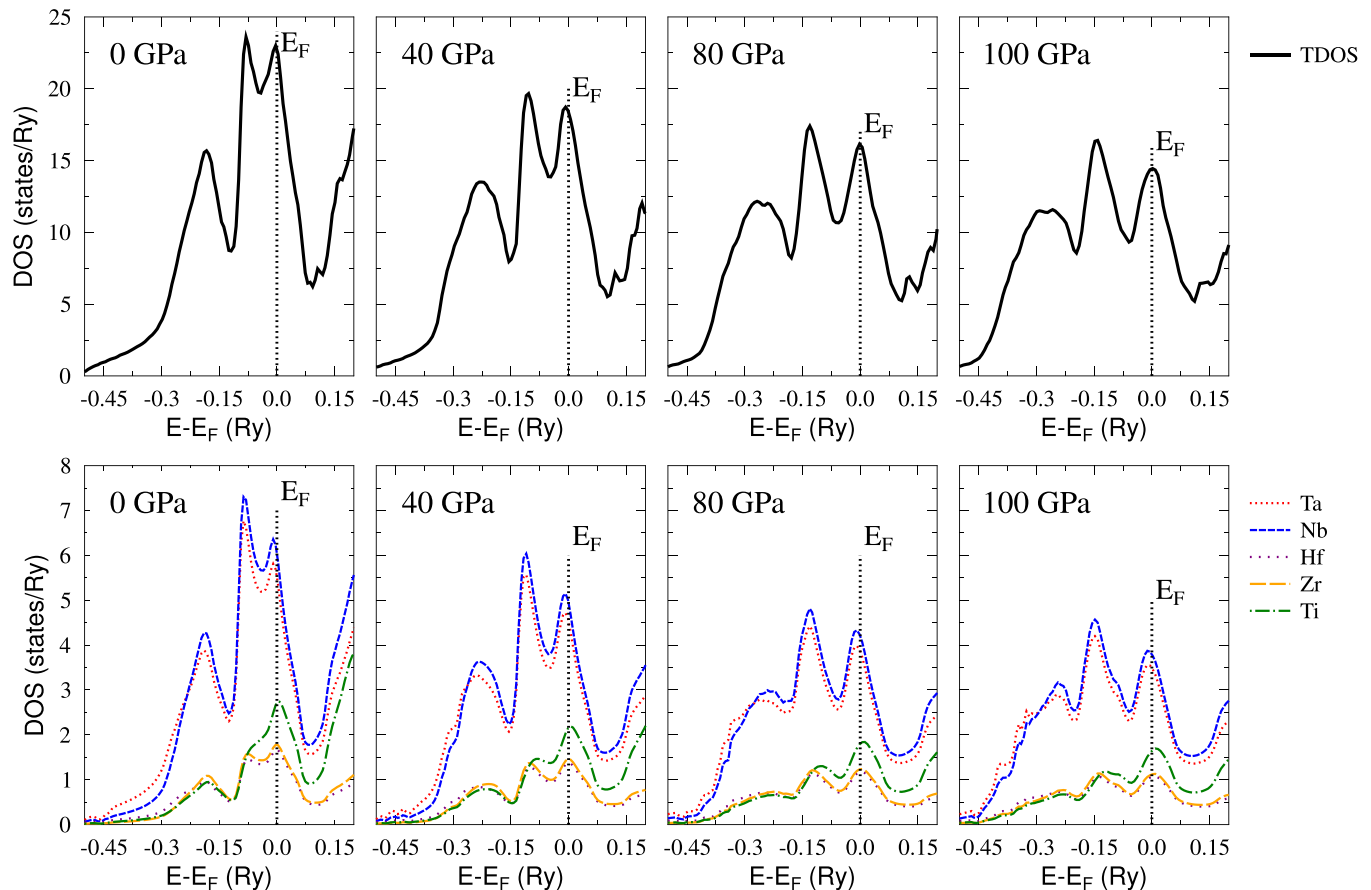 25
20
15
10
5
0
DOS (states/Ry)
0 GPa
E_F
40 GPa
E_F
80 GPa
E_F
100 GPa
E_F
TDOS
-0.45 -0.3 -0.15 0.0 0.15
-0.45 -0.3 -0.15 0.0 0.15
-0.45 -0.3 -0.15 0.0 0.15
-0.45 -0.3 -0.15 0.0 0.15
E-E_F (Ry)
E-E_F (Ry)
E-E_F (Ry)
E-E_F (Ry)
8
7
6
5
4
3
2
1
0
DOS (states/Ry)
0 GPa
E_F
40 GPa
E_F
80 GPa
E_F
100 GPa
E_F
Ta
Nb
Hf
Zr
Ti
-0.45 -0.3 -0.15 0.0 0.15
-0.45 -0.3 -0.15 0.0 0.15
-0.45 -0.3 -0.15 0.0 0.15
-0.45 -0.3 -0.15 0.0 0.15
E-E_F (Ry)
E-E_F (Ry)
E-E_F (Ry)
E-E_F (Ry)